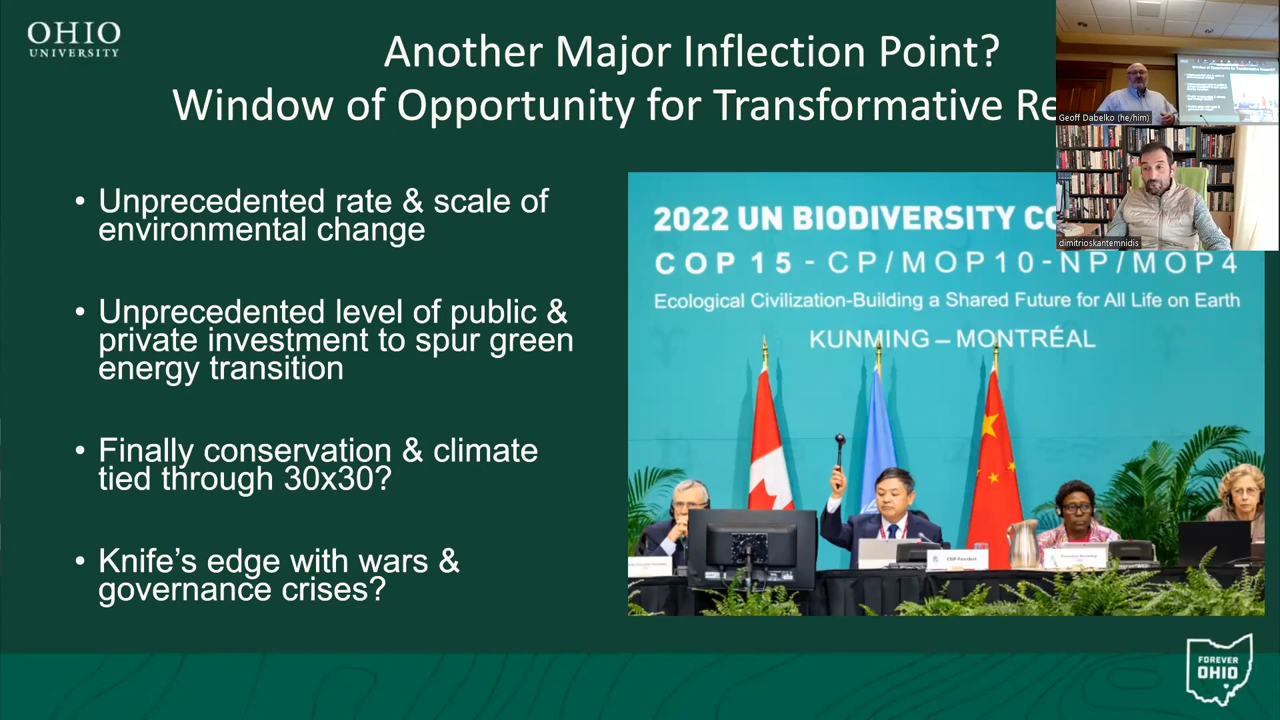 OHIO
UNIVERSITY
Another Major Inflection Point?
Window of Opportunity for Transformative Re
Geoff Dabelko (he/him)
dimitrioskantemnidis
• Unprecedented rate & scale of
environmental change
• Unprecedented level of public &
private investment to spur green
energy transition
• Finally conservation & climate
tied through 30x30?
• Knife's edge with wars &
governance crises?
2022 UN BIODIVERSITY CO
COP 15 - CP/MOP10-NP/MOP4
Ecological Civilization-Building a Shared Future for All Life on Earth
KUNMING – MONTRÉAL
COP President
FOREVER
OHIO